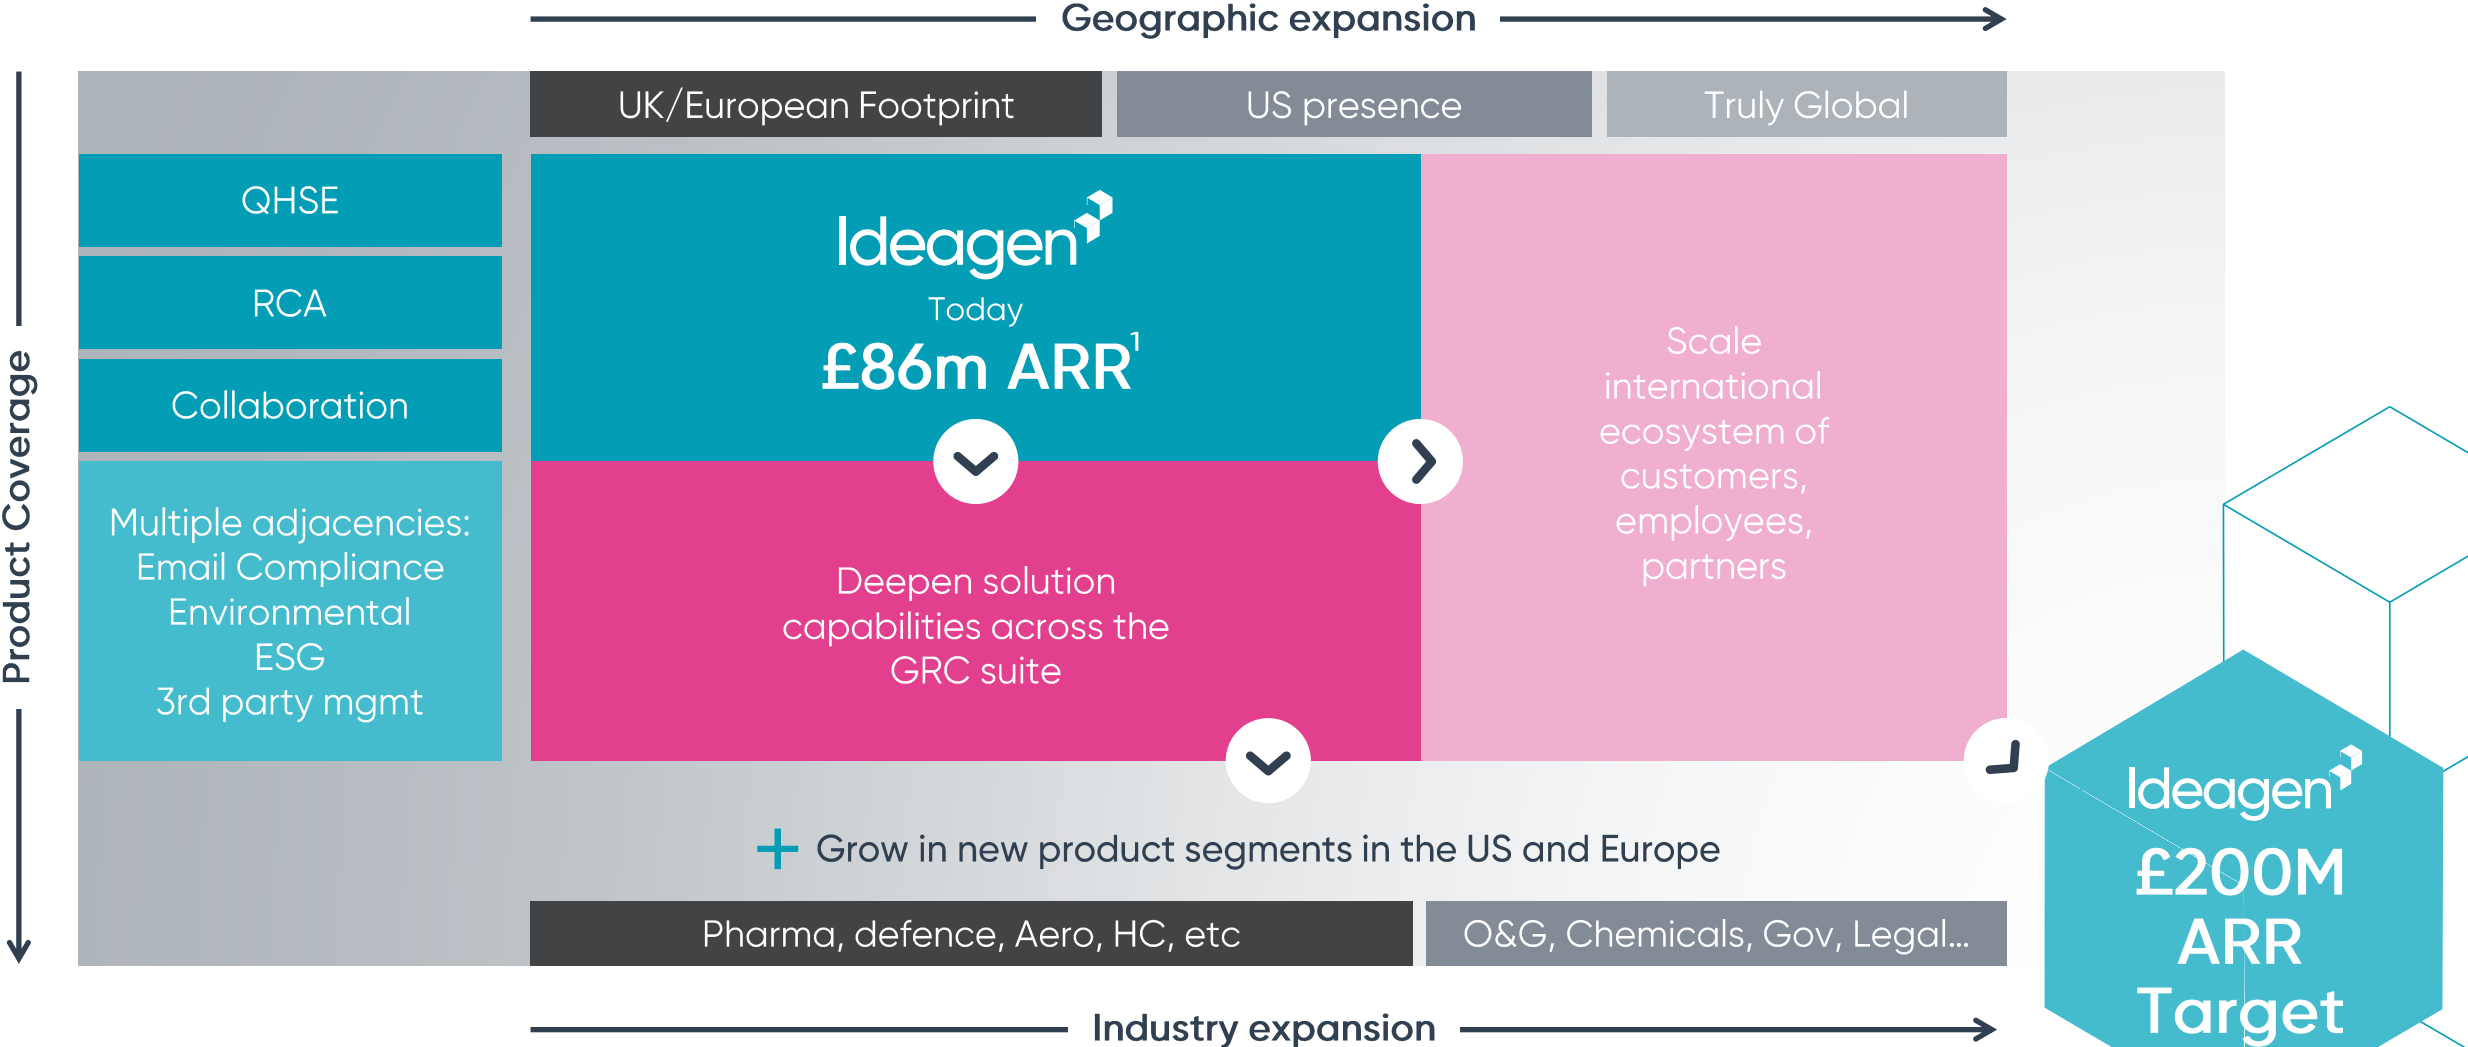 Geographic expansion
UK/European Footprint
US presence
Truly Global
Product Coverage
QHSE
RCA
Collaboration
Multiple adjacencies:
Email Compliance
Environmental
ESG
3rd party mgmt
Ideagen
Today
£86m ARR¹
Deepen solution
capabilities across the
GRC suite
Scale
international
ecosystem of
customers,
employees,
partners
+ Grow in new product segments in the US and Europe
Pharma, defence, Aero, HC, etc
O&G, Chemicals, Gov, Legal...
Industry expansion
Ideagen
£200M
ARR
Target